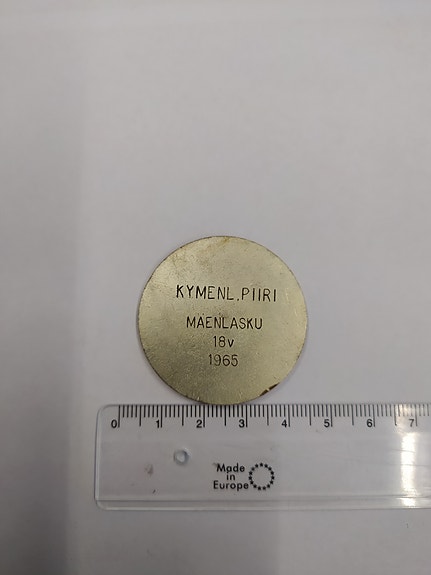 KYMENL.PIIRI
MÄENLASKU
18v
1965
0 1 2 3 4 5 6 7
Made
in
Europe